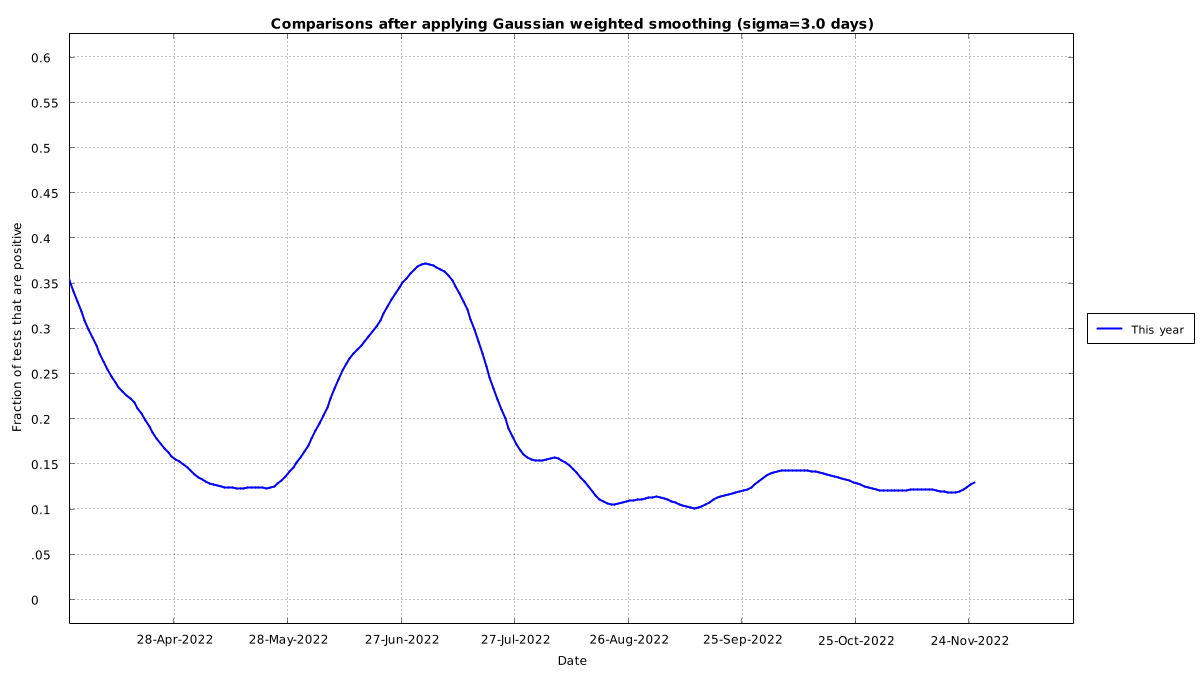 Comparisons after applying Gaussian weighted smoothing (sigma=3.0 days)
0.6
0.55
0.5
0.45
0.4
0.35
0.3
0.25
0.2
0.15
0.1
.05
0
Fraction of tests that are positive
28-Apr-2022
28-May-2022
27-Jun-2022
27-Jul-2022
26-Aug-2022
25-Sep-2022
25-Oct-2022
24-Nov-2022
Date
This year